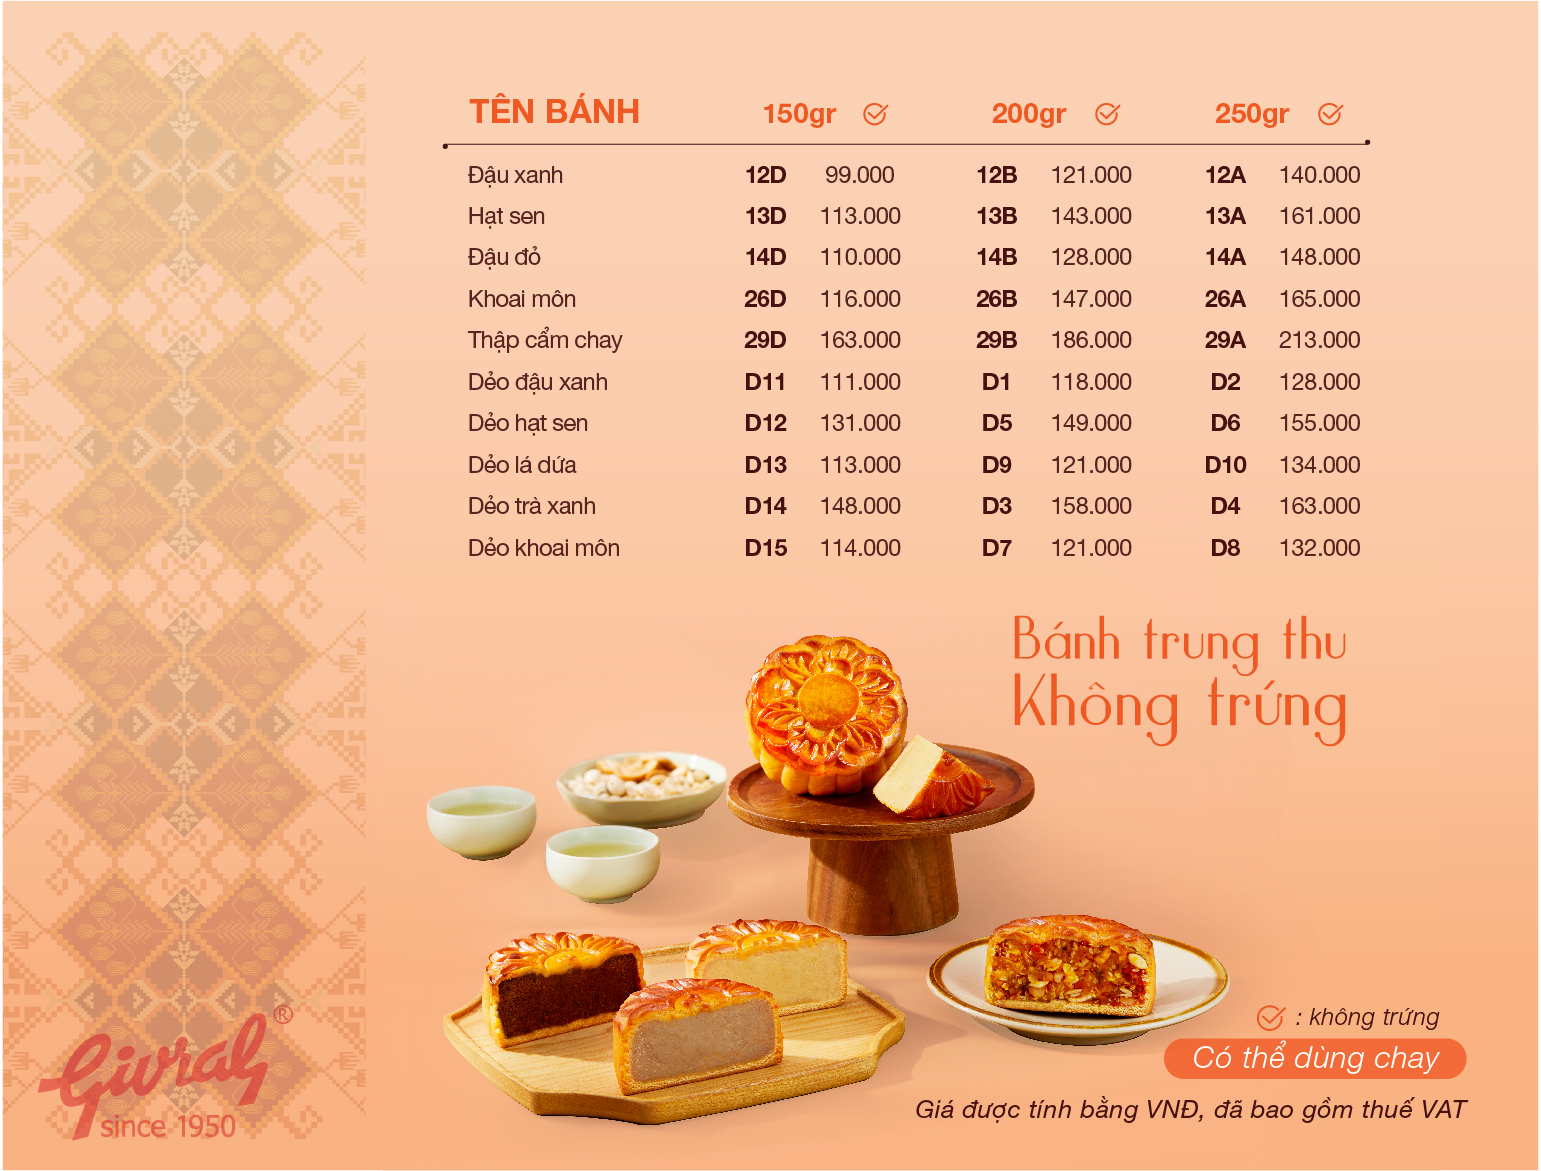 TÊN BÁNH 150gr 200gr 250gr
Đậu xanh 12D 99.000 12B 121.000 12A 140.000
Hạt sen 13D 113.000 13B 143.000 13A 161.000
Đậu đỏ 14D 110.000 14B 128.000 14A 148.000
Khoai môn 26D 116.000 26B 147.000 26A 165.000
Thập cẩm chay 29D 163.000 29B 186.000 29A 213.000
Dẻo đậu xanh D11 111.000 D1 118.000 D2 128.000
Dẻo hạt sen D12 131.000 D5 149.000 D6 155.000
Dẻo lá dứa D13 113.000 D9 121.000 D10 134.000
Dẻo trà xanh D14 148.000 D3 158.000 D4 163.000
Dẻo khoai môn D15 114.000 D7 121.000 D8 132.000
Bánh trung thu
Không trứng
: không trứng
Có thể dùng chay
Giá được tính bằng VNĐ, đã bao gồm thuế VAT
Givral®
since 1950